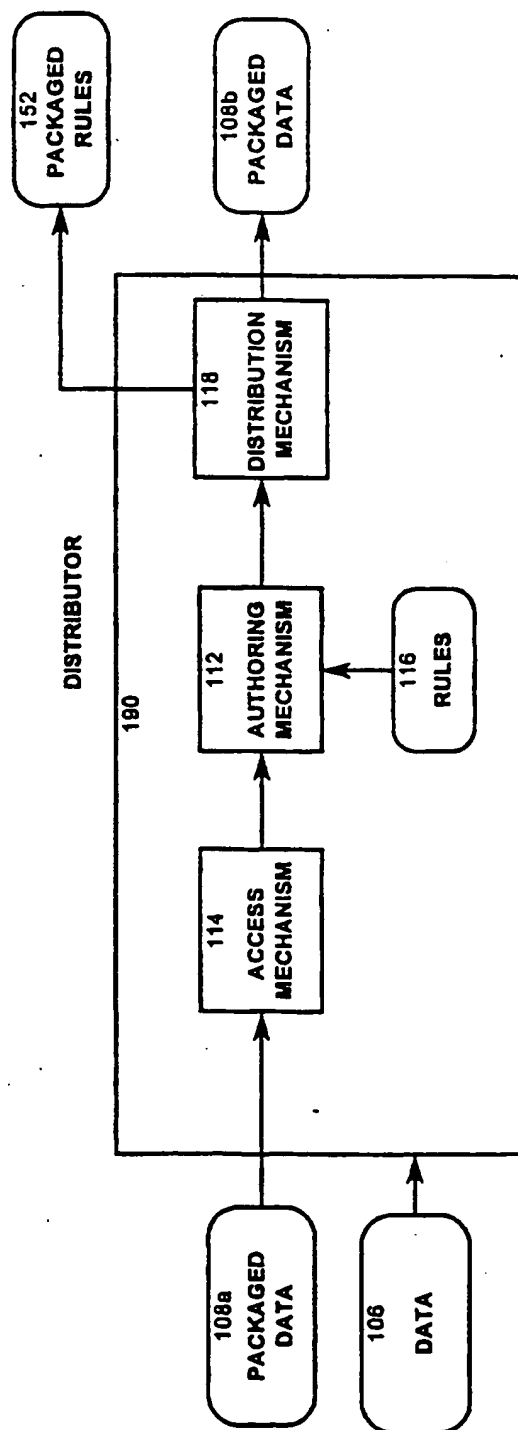 DISTRIBUTOR
190
108a
PACKAGED
DATA
106
DATA
114
ACCESS
MECHANISM
112
AUTHORING
MECHANISM
116
RULES
118
DISTRIBUTION
MECHANISM
152
PACKAGED
RULES
108b
PACKAGED
DATA